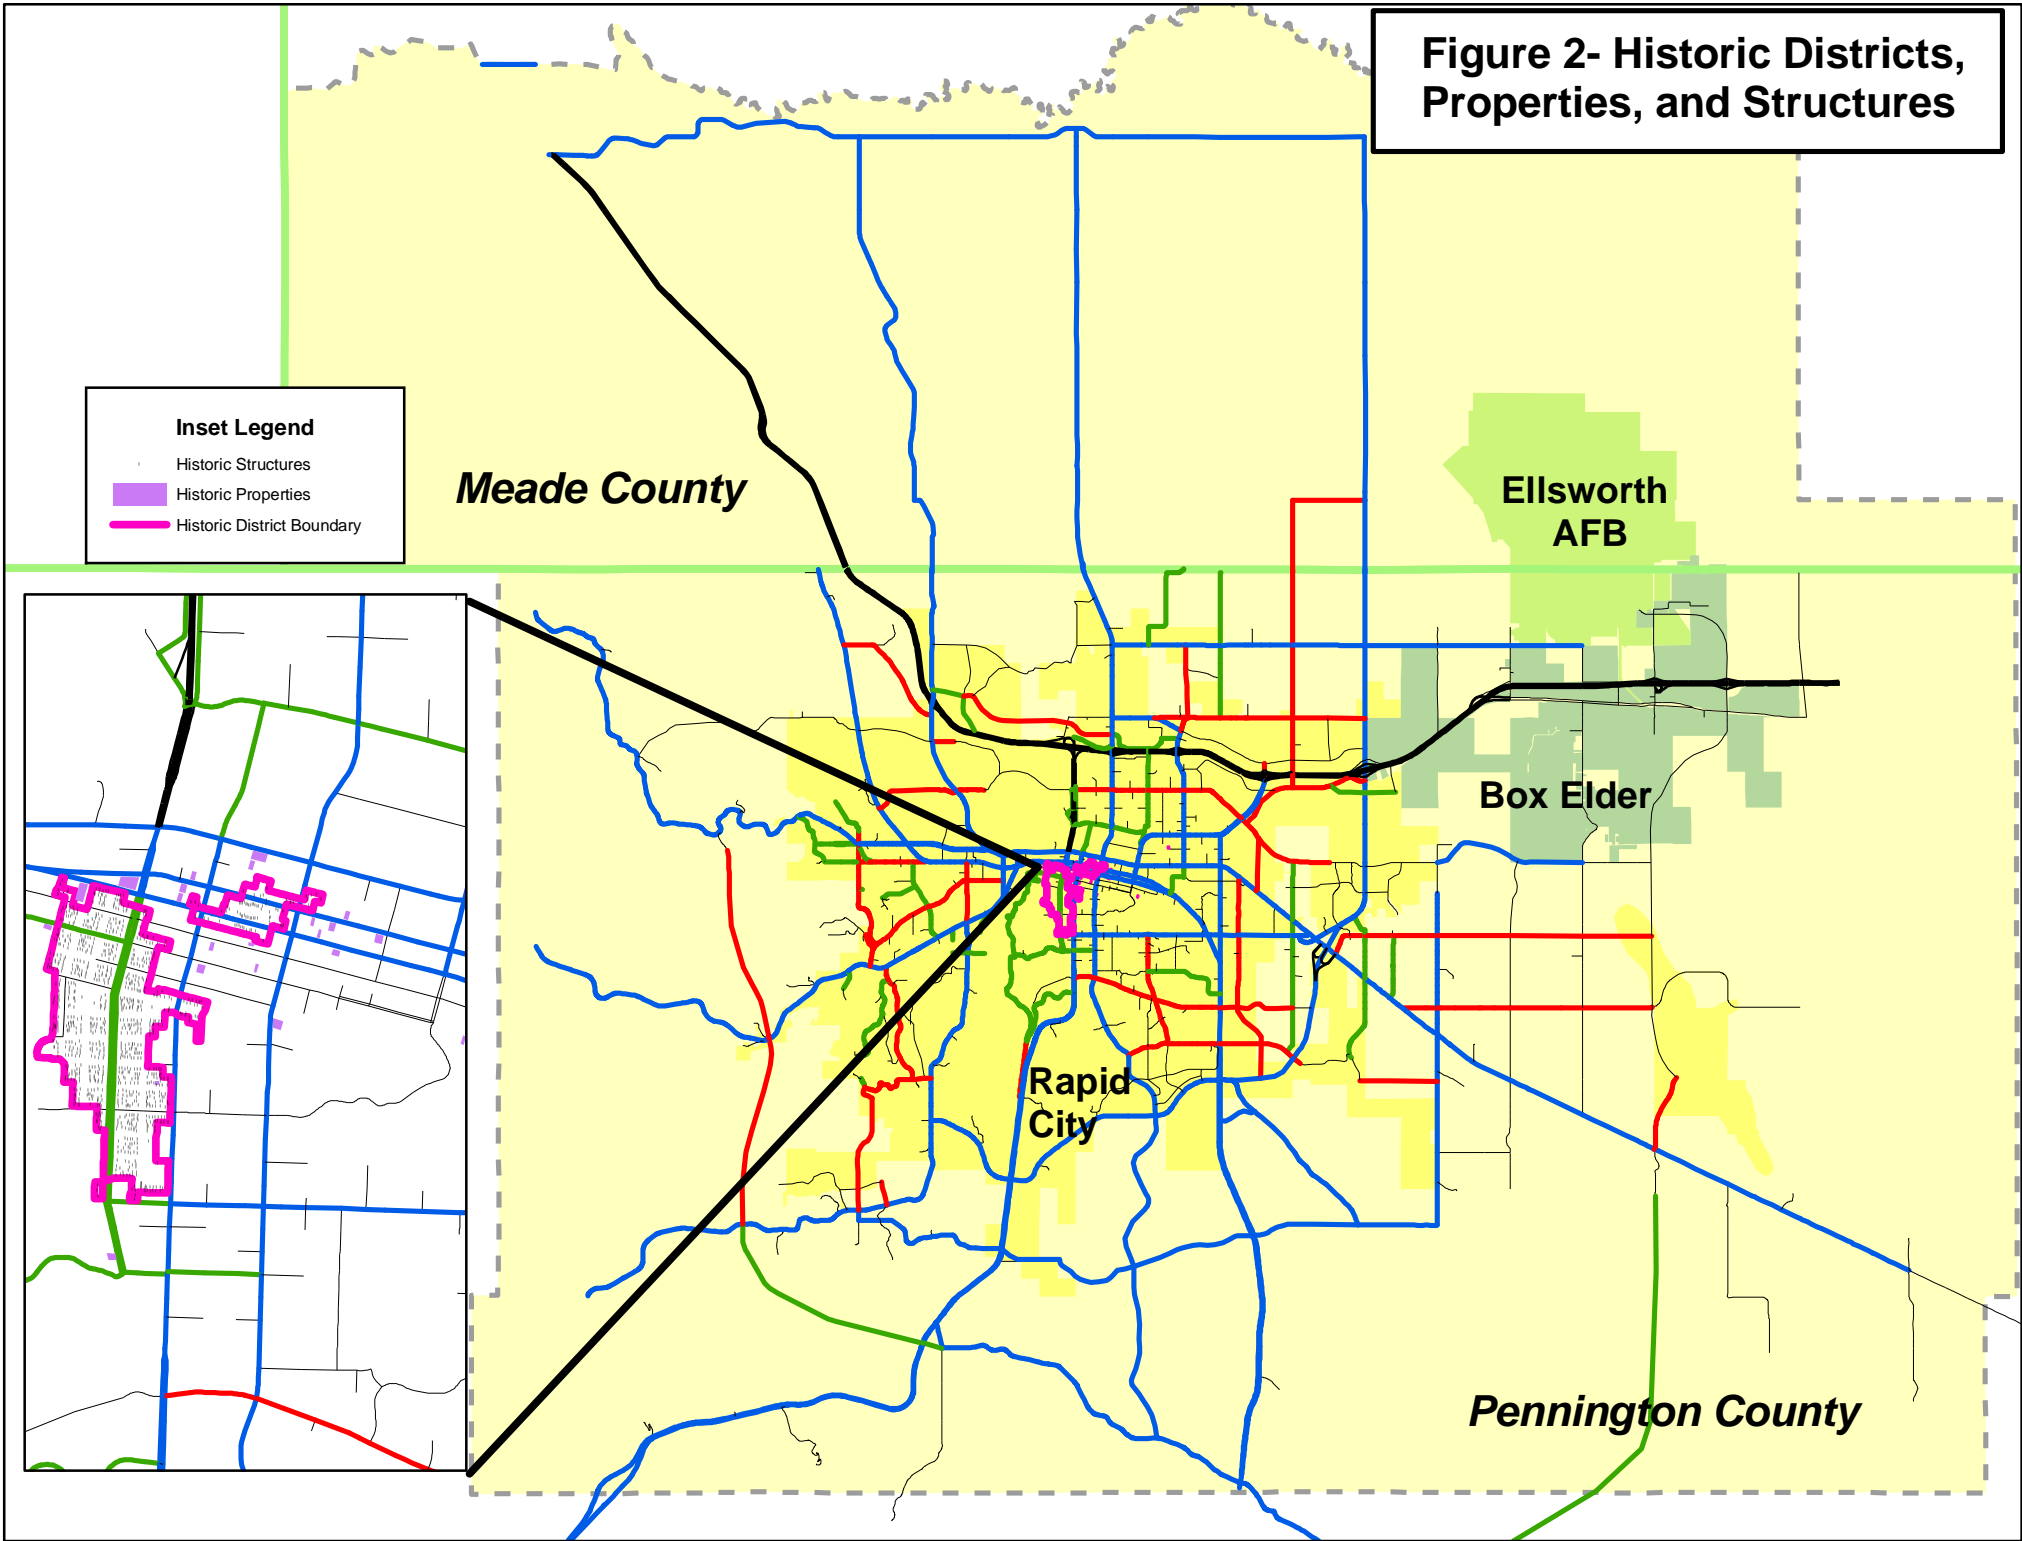 Figure 2- Historic Districts,
Properties, and Structures
Inset Legend
Historic Structures
Historic Properties
Historic District Boundary
Meade County
Ellsworth
AFB
Box Elder
Rapid
City
Pennington County